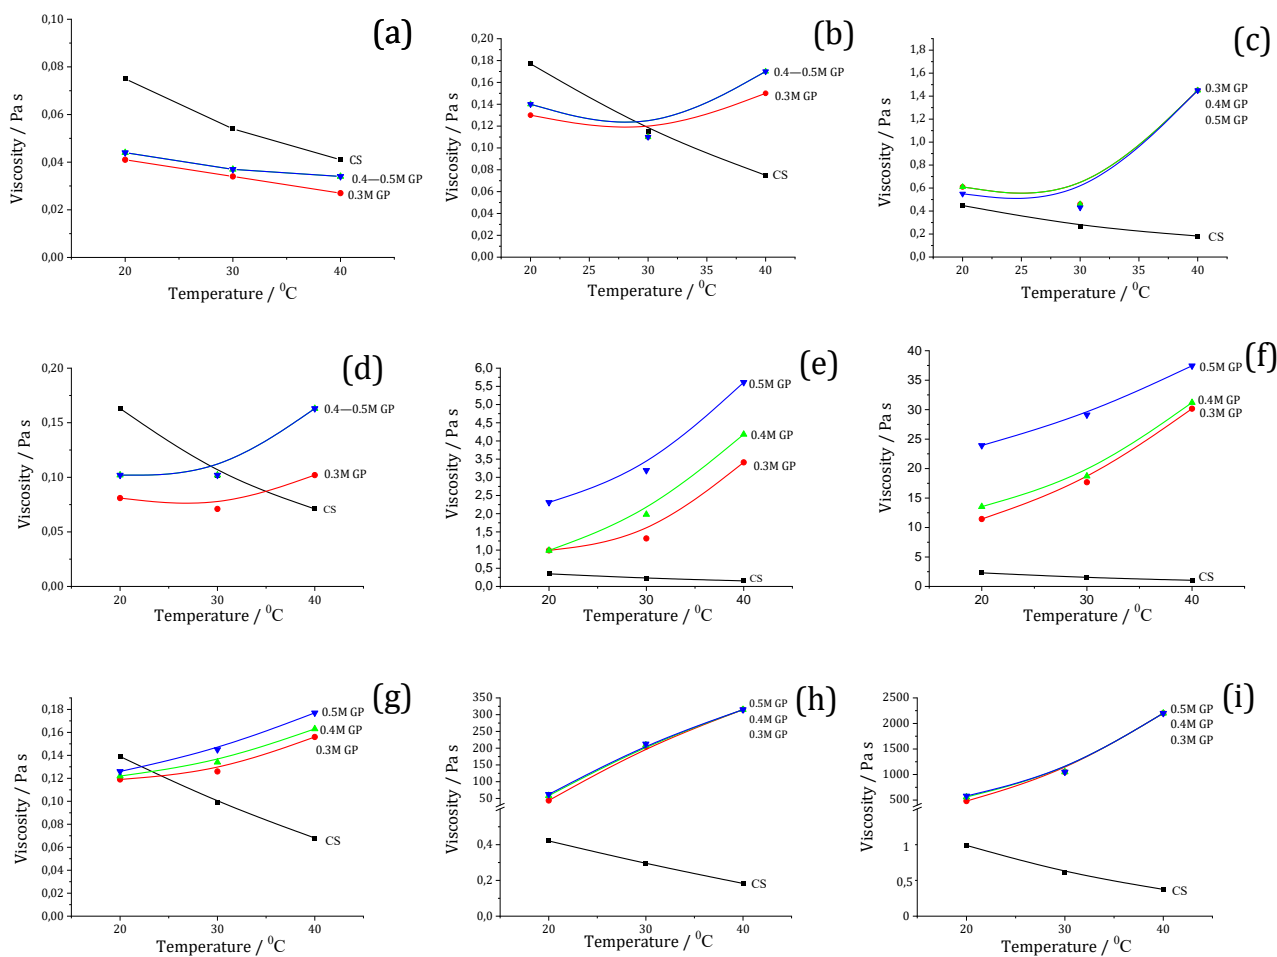 (a)
0,10
0,08
0,06
0,04
0,02
0,00
Viscosity / Pa s
CS
0.4—0.5M GP
0.3M GP
20
30
40
Temperature / ⁰C
(b)
0,20
0,18
0,16
0,14
0,12
0,10
0,08
0,06
0,04
0,02
0,00
Viscosity / Pa s
0.4—0.5M GP
0.3M GP
CS
20
25
30
35
40
Temperature / ⁰C
(c)
1,8
1,6
1,4
1,2
1,0
0,8
0,6
0,4
0,2
0,0
Viscosity / Pa s
0.3M GP
0.4M GP
0.5M GP
CS
20
25
30
35
40
Temperature / ⁰C
(d)
0,20
0,15
0,10
0,05
0,00
Viscosity / Pa s
0.4—0.5M GP
0.3M GP
CS
20
30
40
Temperature / ⁰C
(e)
6,0
5,5
5,0
4,5
4,0
3,5
3,0
2,5
2,0
1,5
1,0
0,5
0,0
Viscosity / Pa s
0.5M GP
0.4M GP
0.3M GP
CS
20
30
40
Temperature / ⁰C
(f)
40
35
30
25
20
15
10
5
0
Viscosity / Pa s
0.5M GP
0.4M GP
0.3M GP
CS
20
30
40
Temperature / ⁰C
(g)
0,18
0,16
0,14
0,12
0,10
0,08
0,06
0,04
0,02
0,00
Viscosity / Pa s
0.5M GP
0.4M GP
0.3M GP
CS
20
30
40
Temperature / ⁰C
(h)
350
300
250
200
150
100
50
0,4
0,2
0,0
Viscosity / Pa s
0.5M GP
0.4M GP
0.3M GP
CS
20
30
40
Temperature / ⁰C
(i)
2500
2000
1500
1000
500
1
0,5
0
Viscosity / Pa s
0.5M GP
0.4M GP
0.3M GP
CS
20
30
40
Temperature / ⁰C